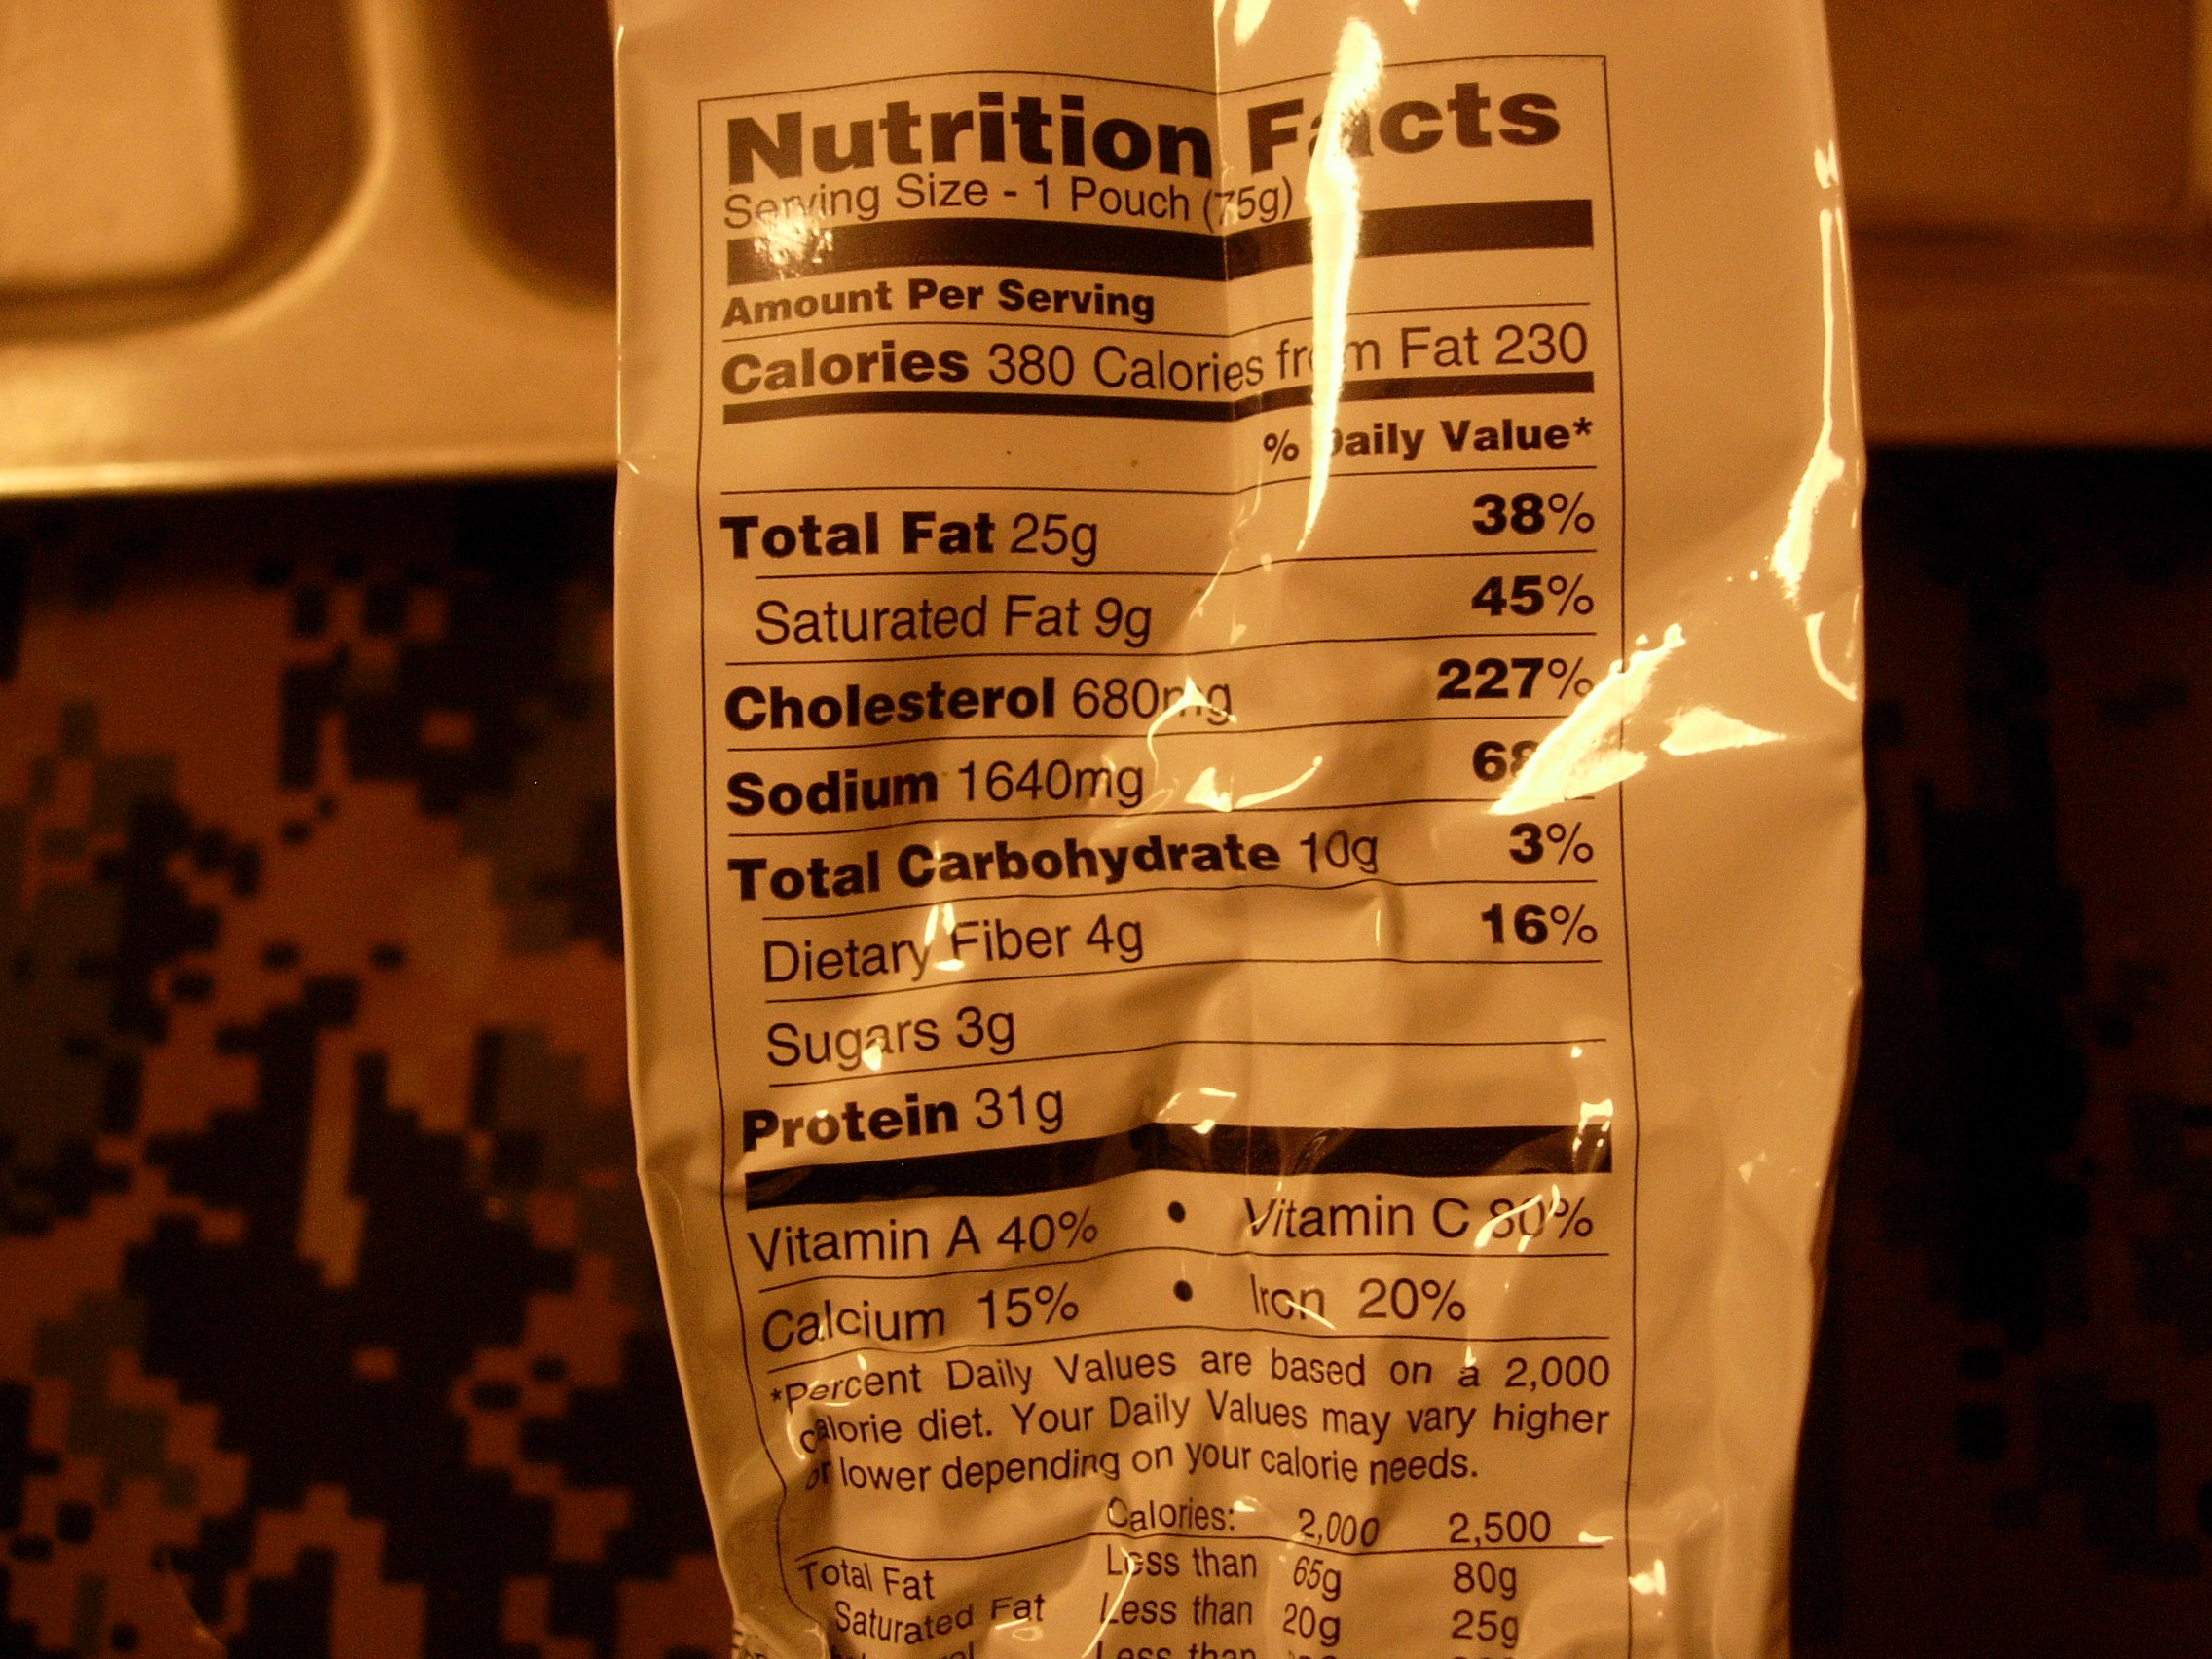 Nutrition Facts
Serving Size - 1 Pouch (75g)
Amount Per Serving
Calories 380 Calories from Fat 230
% Daily Value*
Total Fat 25g 38%
Saturated Fat 9g 45%
Cholesterol 680mg 227%
Sodium 1640mg
Total Carbohydrate 10g 3%
Dietary Fiber 4g 16%
Sugars 3g
Protein 31g
Vitamin A 40% • Vitamin C 80%
Calcium 15% • Iron 20%
*Percent Daily Values are based on a 2,000
calorie diet. Your Daily Values may vary higher
or lower depending on your calorie needs.
Calories: 2,000 2,500
Total Fat Less than 65g 80g
Saturated Fat Less than 20g 25g
Less than